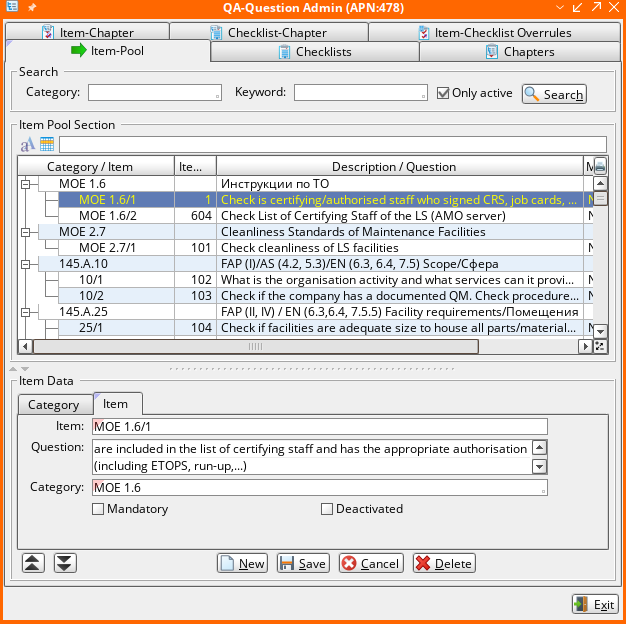 QA-Question Admin (APN:478)
Item-Chapter
Checklist-Chapter
Item-Checklist Overrules
Item-Pool
Checklists
Chapters
Search
Category:
Keyword:
Only active
Search
Item Pool Section
Category / Item Ite... Description / Question
MOE 1.6 Инструкции по ТО
MOE 1.6/1 1 Check is certifying/authorised staff who signed CRS, job cards, ...
MOE 1.6/2 604 Check List of Certifying Staff of the LS (AMO server)
MOE 2.7 Cleanliness Standards of Maintenance Facilities
MOE 2.7/1 101 Check cleanliness of LS facilities
145.A.10 FAP (I)/AS (4.2, 5.3)/EN (6.3, 6.4, 7.5) Scope/Сфера
10/1 102 What is the organisation activity and what services can it provi...
10/2 103 Check if the company has a documented QM. Check procedure...
145.A.25 FAP (II, IV) / EN (6.3,6.4, 7.5.5) Facility requirements/Помещения
25/1 104 Check if facilities are adequate size to house all parts/material...
Item Data
Category
Item
Item: MOE 1.6/1
Question: are included in the list of certifying staff and has the appropriate authorisation
(including ETOPS, run-up,...)
Category: MOE 1.6
Mandatory
Deactivated
New
Save
Cancel
Delete
Exit